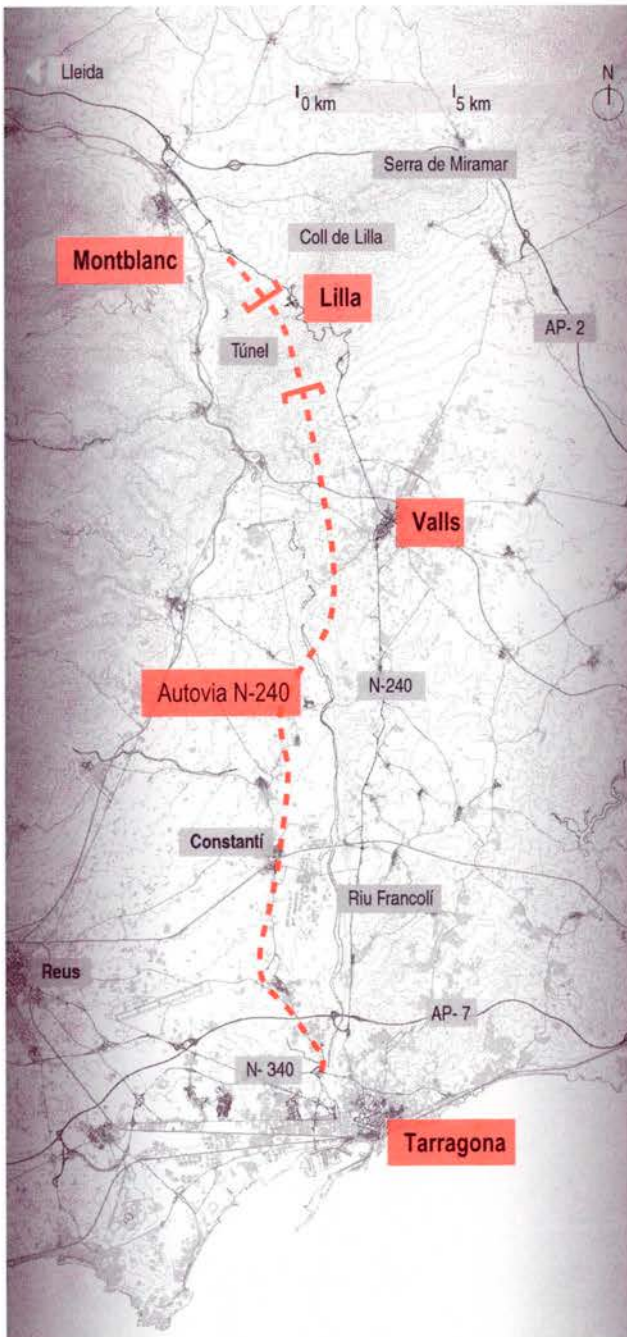 Lleida
N
0 km
5 km
Serra de Miramar
Coll de Lilla
Montblanc
Lilla
AP- 2
Túnel
Valls
Autovia N-240
N-240
Constantí
Riu Francolí
Reus
AP- 7
N- 340
Tarragona